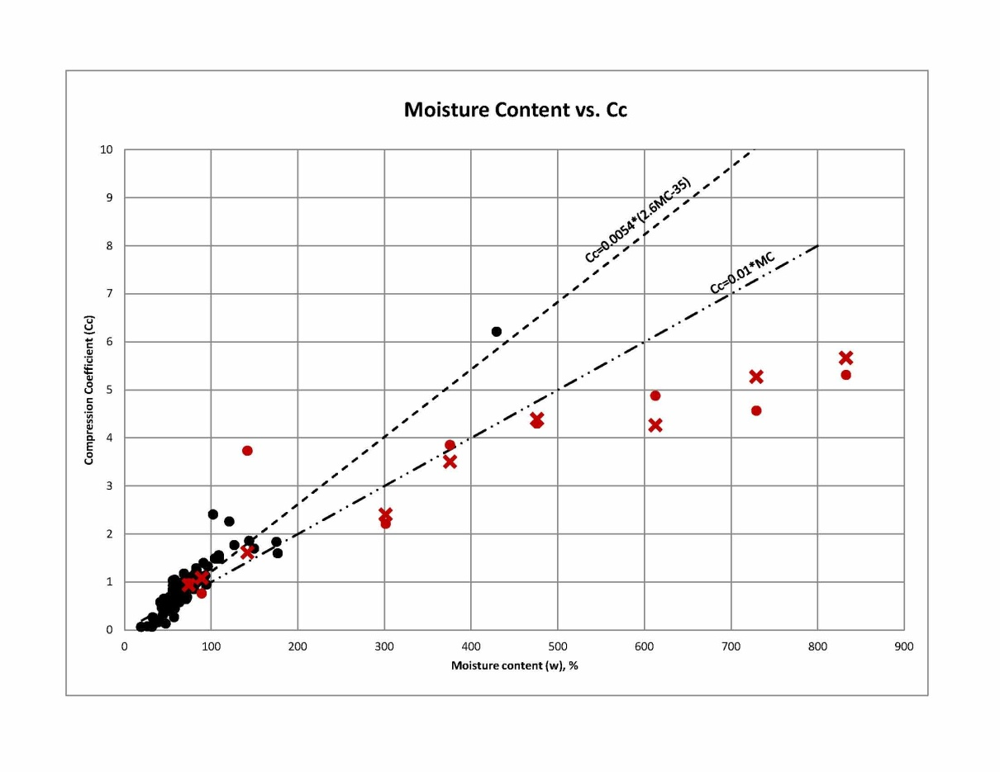 Moisture Content vs. Cc
10
9
8
7
6
5
4
3
2
1
0
Compression Coefficient (Cc)
Cc=0.0054*(2.6MC-35)
Cc=0.01*MC
0 100 200 300 400 500 600 700 800 900
Moisture content (w), %